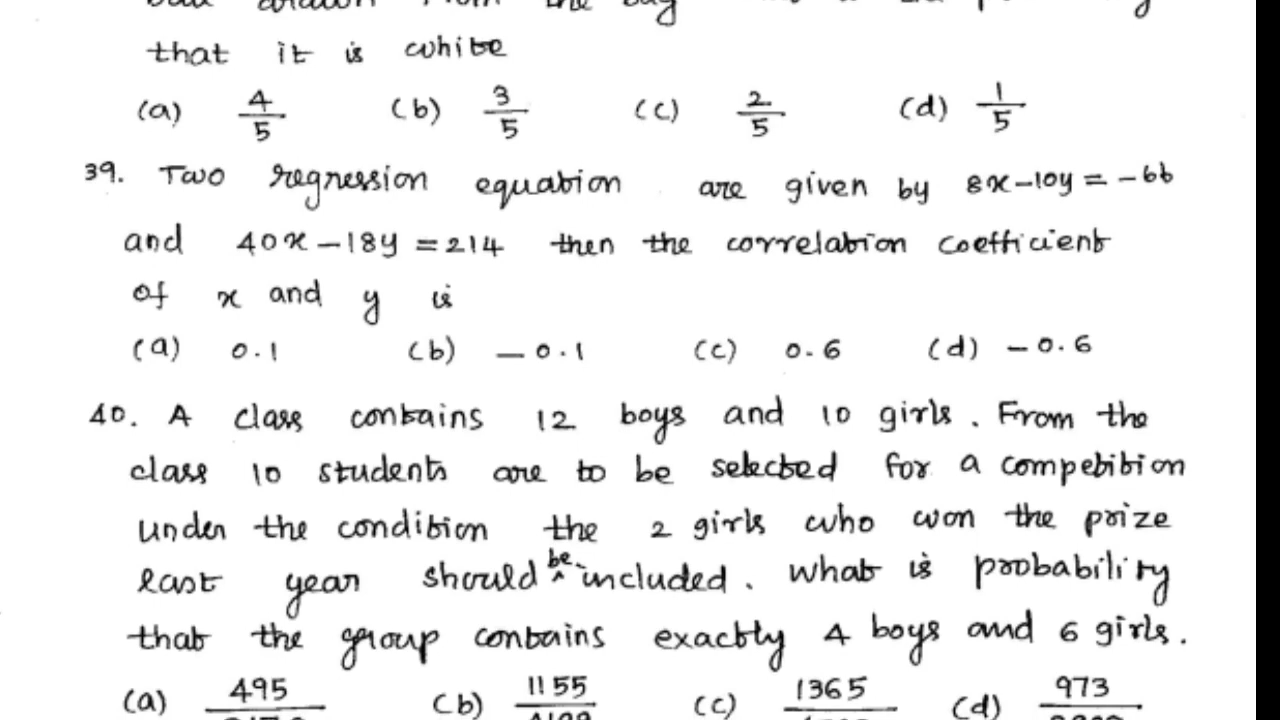 that it is white
(a) 4/5 (b) 3/5 (c) 2/5 (d) 1/5
39. Two regression equation are given by 8x-10y = -66
and 40x-18y = 214 then the correlation coefficient
of x and y is
(a) 0.1 (b) -0.1 (c) 0.6 (d) -0.6
40. A class contains 12 boys and 10 girls. From the
class 10 students are to be selected for a competition
under the condition the 2 girls who won the prize
last year should be included. What is probability
that the group contains exactly 4 boys and 6 girls.
(a) 495 (b) 1155 (c) 1365 (d) 973